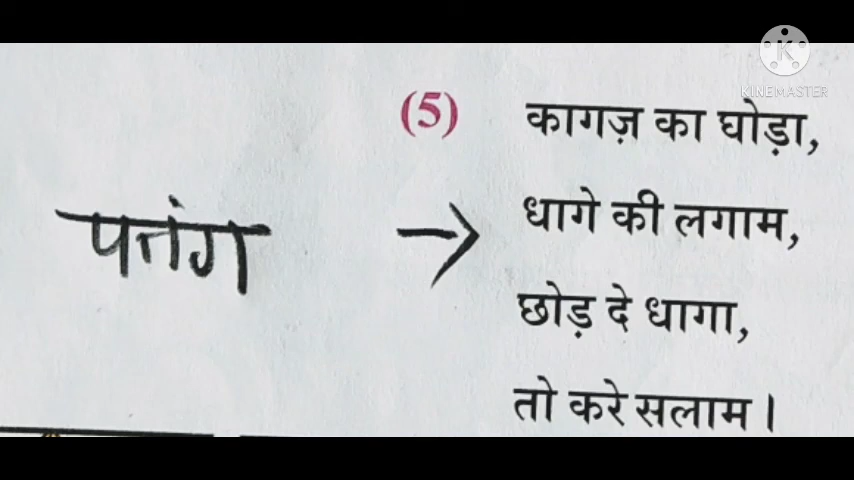 KINEMASTER
(5) कागज़ का घोड़ा,
धागे की लगाम,
पतंग → छोड़ दे धागा,
तो करे सलाम।